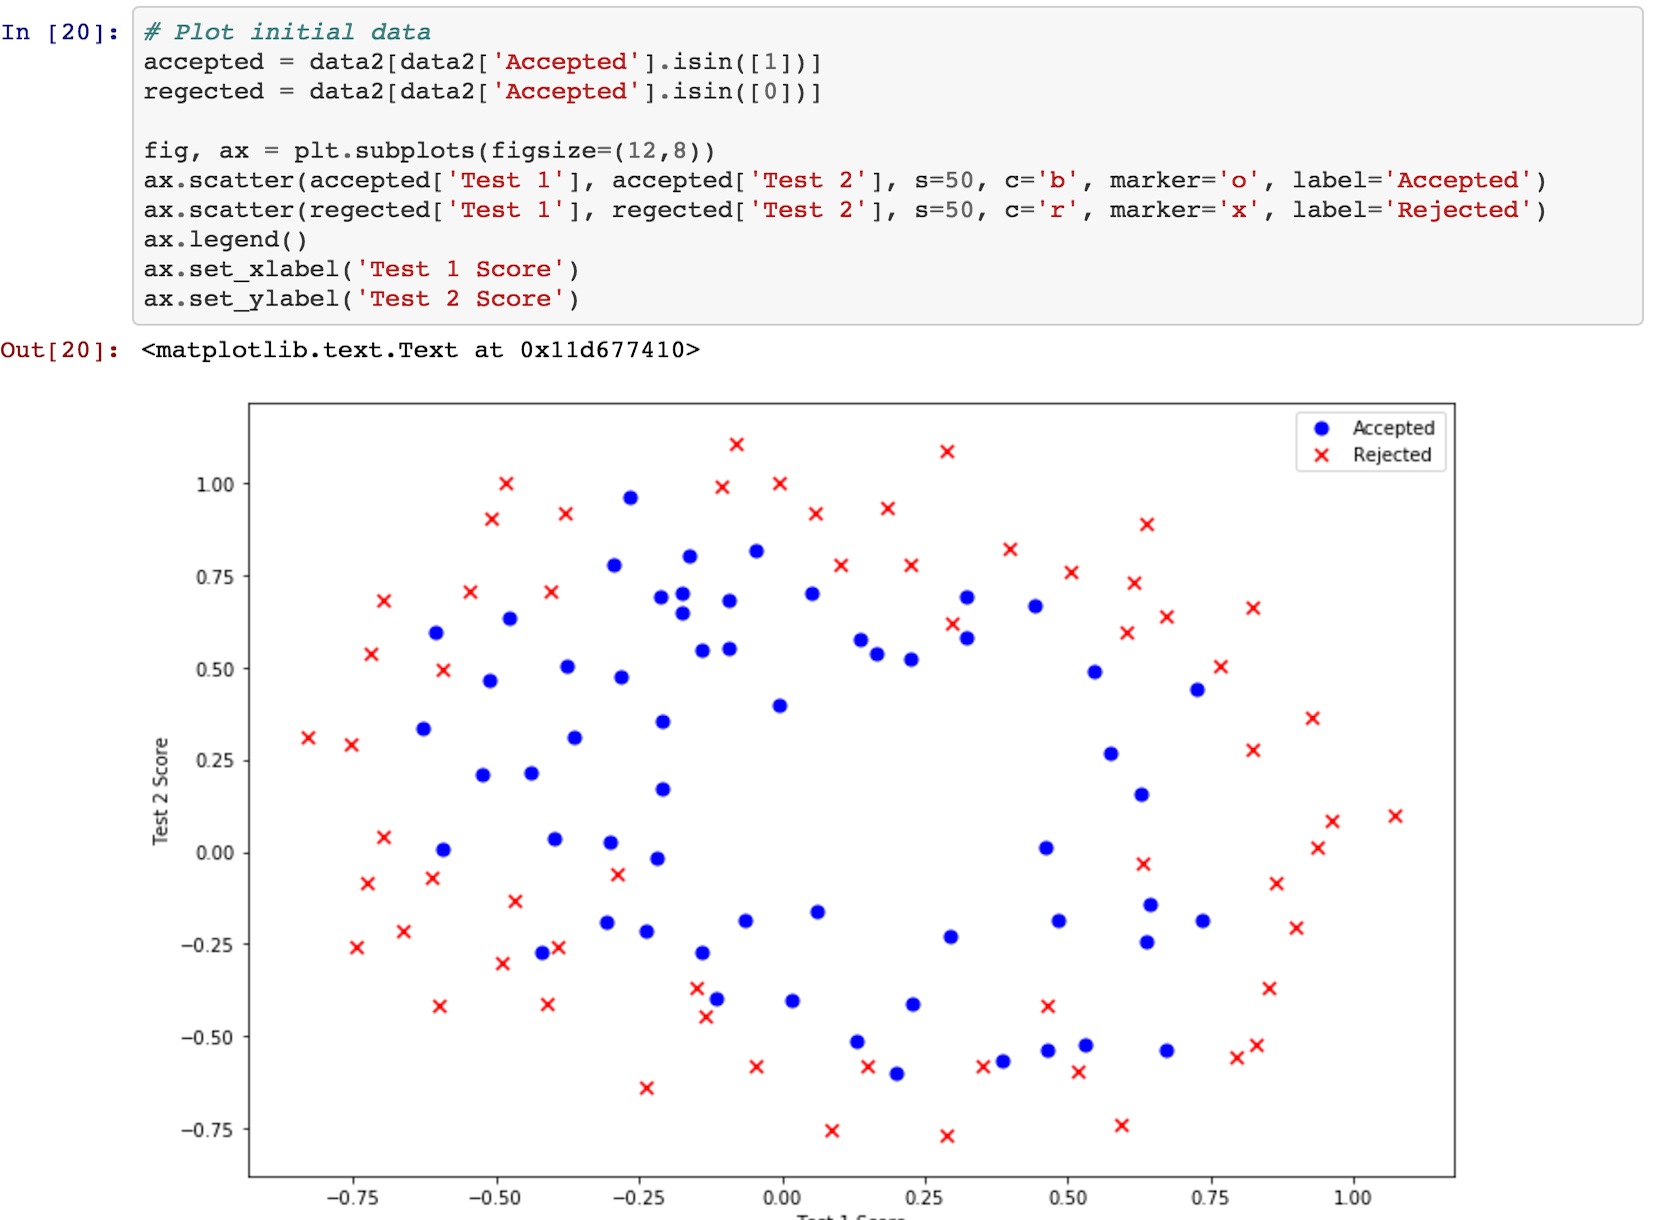 In [20]:
# Plot initial data
accepted = data2[data2['Accepted'].isin([1])]
regected = data2[data2['Accepted'].isin([0])]
fig, ax = plt.subplots(figsize=(12,8))
ax.scatter(accepted['Test 1'], accepted['Test 2'], s=50, c='b', marker='o', label='Accepted')
ax.scatter(regected['Test 1'], regected['Test 2'], s=50, c='r', marker='x', label='Rejected')
ax.legend()
ax.set_xlabel('Test 1 Score')
ax.set_ylabel('Test 2 Score')
Out[20]: <matplotlib.text.Text at 0x11d677410>
Accepted
Rejected
1.00
0.75
0.50
0.25
0.00
−0.25
−0.50
−0.75
Test 2 Score
−0.75 −0.50 −0.25 0.00 0.25 0.50 0.75 1.00
Test 1 Score